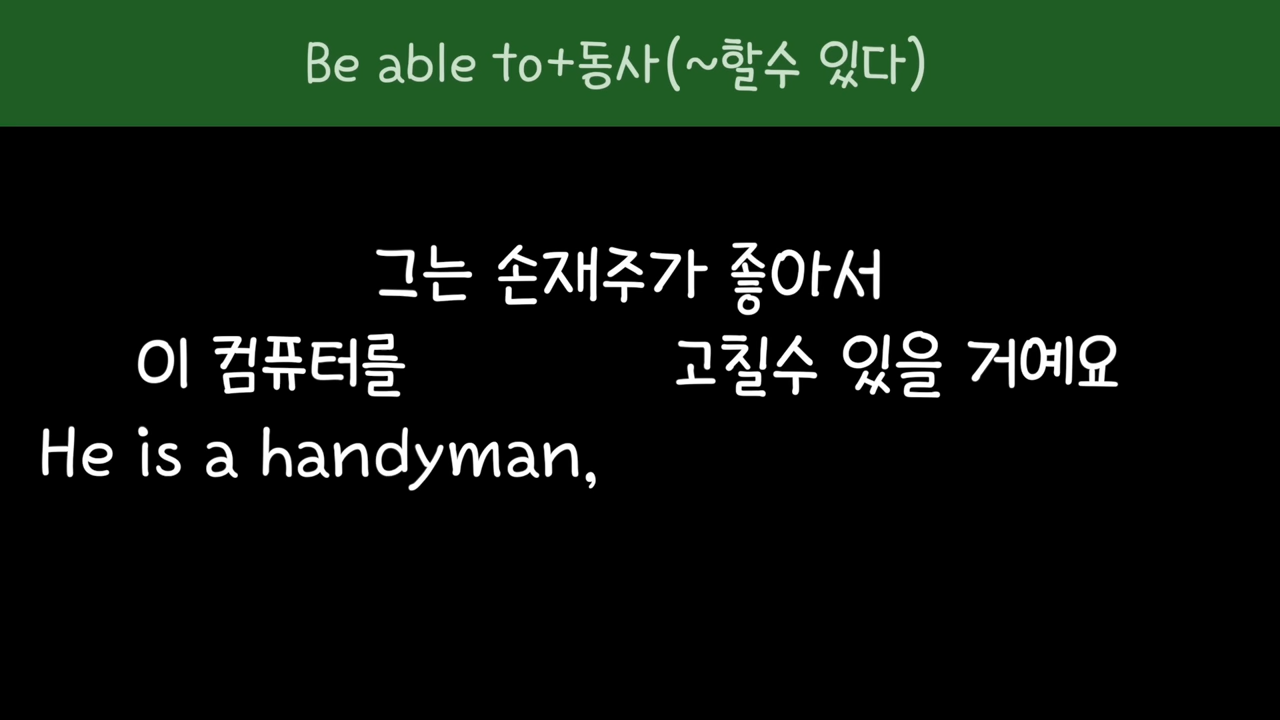 Be able to+동사(~할수 있다)
그는 손재주가 좋아서
이 컴퓨터를 고칠수 있을 거예요
He is a handyman,